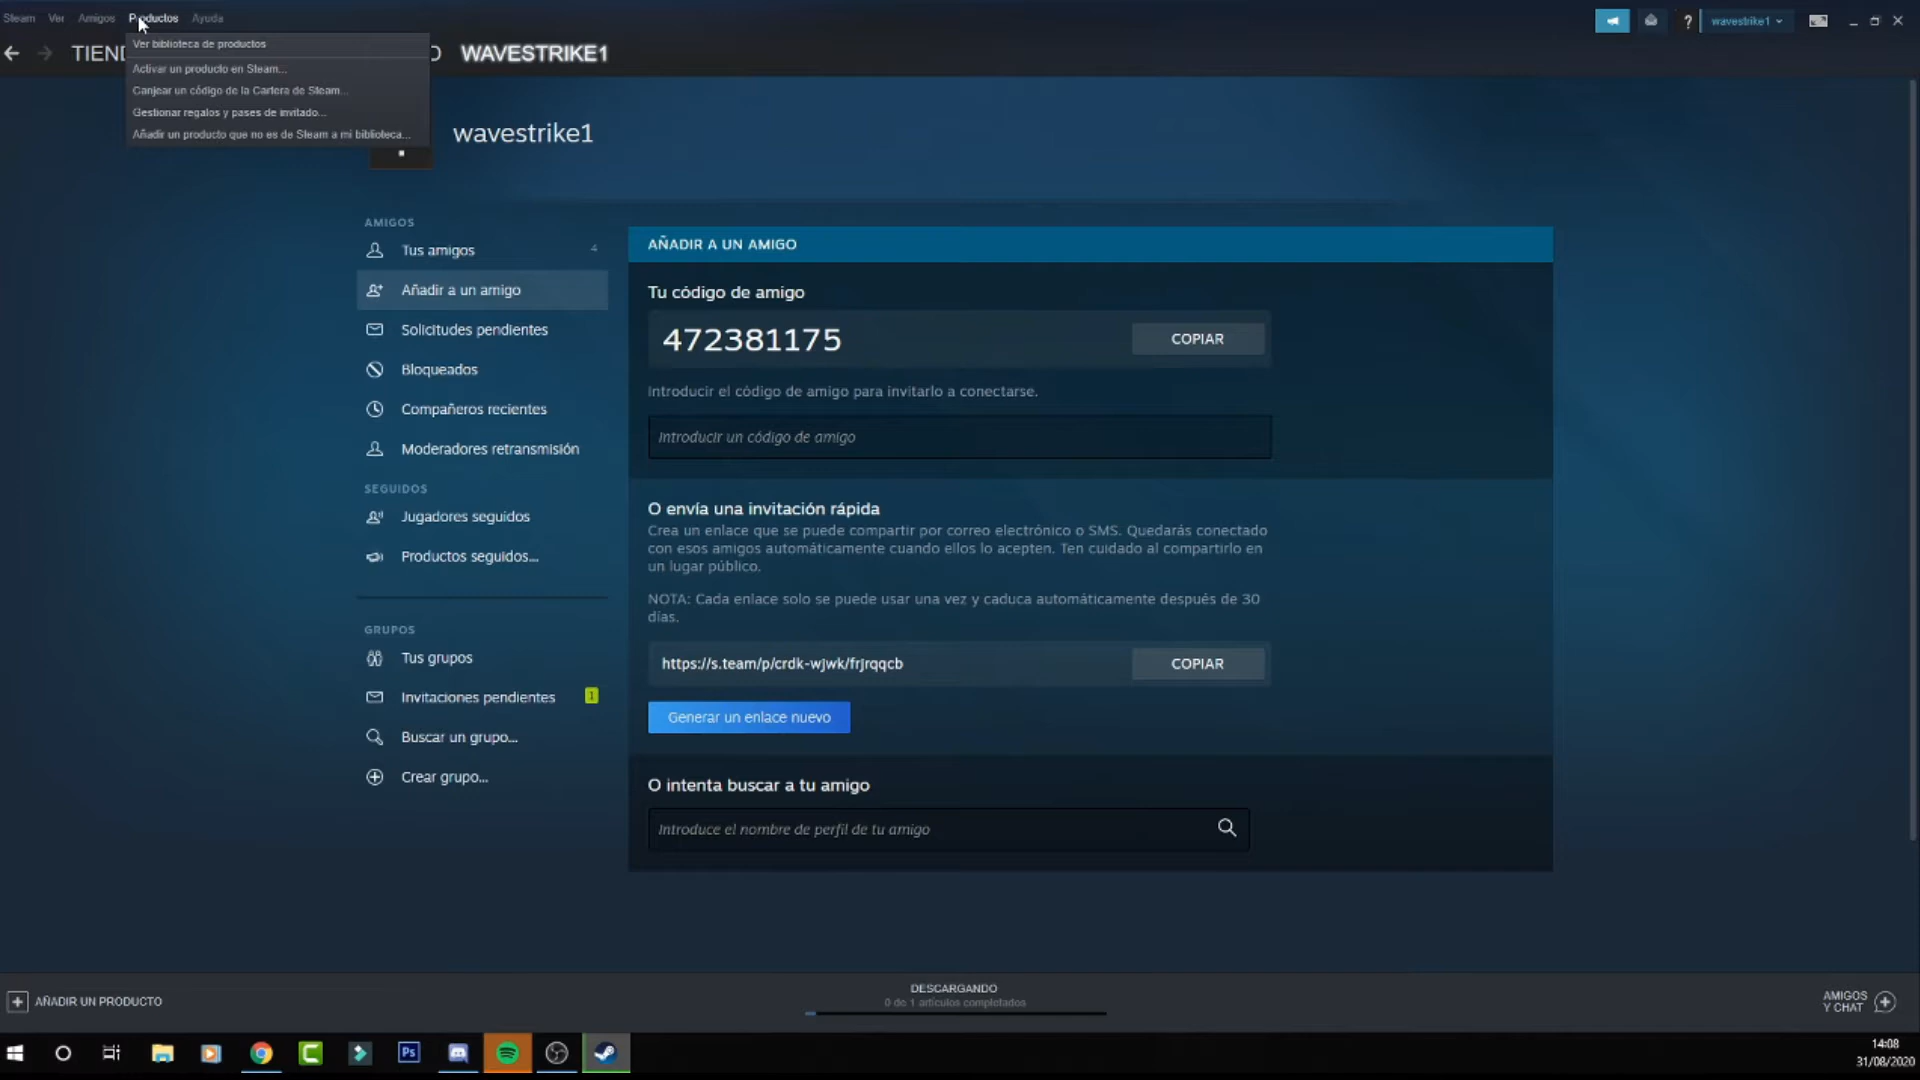 Steam Ver Amigos Productos Ayuda
wavestrike1
Ver biblioteca de productos
Activar un producto en Steam...
Canjear un código de la Cartera de Steam...
Gestionar regalos y pases de invitado...
Añadir un producto que no es de Steam a mi biblioteca...
TIEND O WAVESTRIKE1
wavestrike1
AMIGOS
Tus amigos 4
Añadir a un amigo
Solicitudes pendientes
Bloqueados
Compañeros recientes
Moderadores retransmisión
SEGUIDOS
Jugadores seguidos
Productos seguidos...
GRUPOS
Tus grupos
Invitaciones pendientes 1
Buscar un grupo...
Crear grupo...
AÑADIR A UN AMIGO
Tu código de amigo
472381175 COPIAR
Introducir el código de amigo para invitarlo a conectarse.
Introducir un código de amigo
O envía una invitación rápida
Crea un enlace que se puede compartir por correo electrónico o SMS. Quedarás conectado
con esos amigos automáticamente cuando ellos lo acepten. Ten cuidado al compartirlo en
un lugar público.
NOTA: Cada enlace solo se puede usar una vez y caduca automáticamente después de 30
días.
https://s.team/p/crdk-wjwk/frjrqqcb COPIAR
Generar un enlace nuevo
O intenta buscar a tu amigo
Introduce el nombre de perfil de tu amigo
AÑADIR UN PRODUCTO
DESCARGANDO
0 de 1 artículos completados
AMIGOS
Y CHAT
Ps
14:08
31/08/2020